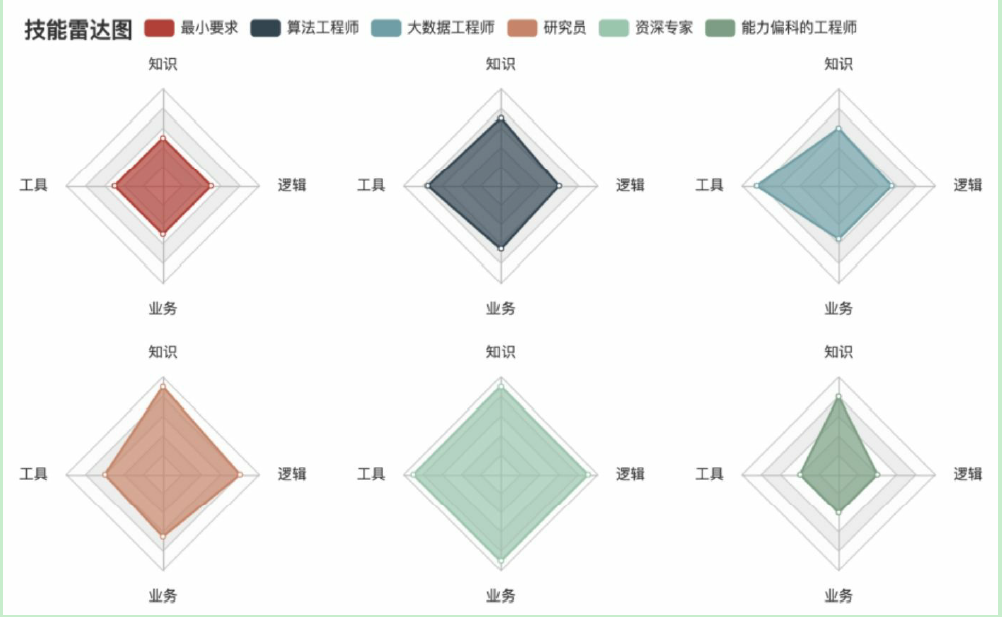 技能雷达图 最小要求 算法工程师 大数据工程师 研究员 资深专家 能力偏科的工程师
知识 知识 知识
工具 逻辑 工具 逻辑 工具 逻辑
业务 业务 业务
知识 知识 知识
工具 逻辑 工具 逻辑 工具 逻辑
业务 业务 业务